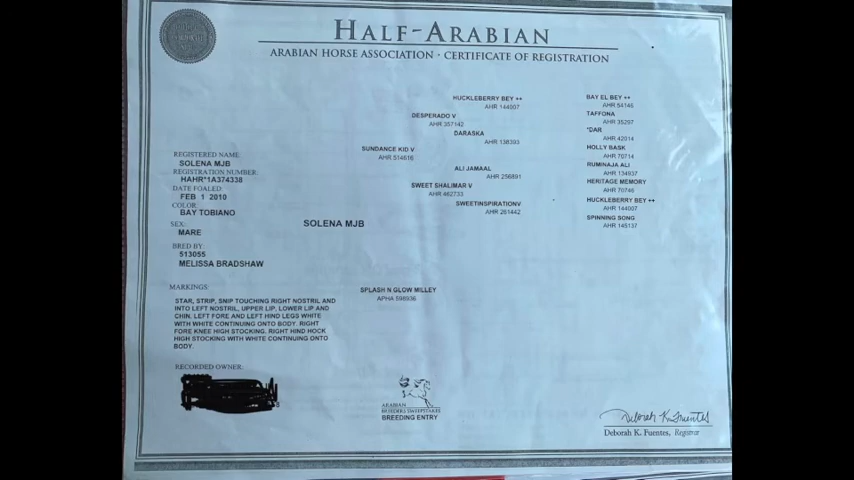 HALF-ARABIAN
ARABIAN HORSE ASSOCIATION · CERTIFICATE OF REGISTRATION
REGISTERED NAME:
SOLENA MJB
REGISTRATION NUMBER:
HAHR*1A374338
DATE FOALED:
FEB 1 2010
COLOR:
BAY TOBIANO
SEX:
MARE
BRED BY:
513055
MELISSA BRADSHAW
MARKINGS:
STAR, STRIP, SNIP TOUCHING RIGHT NOSTRIL AND
INTO LEFT NOSTRIL, UPPER LIP, LOWER LIP AND
CHIN. LEFT FORE AND LEFT HIND LEGS WHITE
WITH WHITE CONTINUING ONTO BODY. RIGHT
FORE KNEE HIGH STOCKING. RIGHT HIND HOCK
HIGH STOCKING WITH WHITE CONTINUING ONTO
BODY.
RECORDED OWNER:
SOLENA MJB
SUNDANCE KID V
AHR 514616
SPLASH N GLOW MILLEY
APHA 598936
DESPERADO V
AHR 357142
SWEET SHALIMAR V
AHR 462733
HUCKLEBERRY BEY ++
AHR 144007
DARASKA
AHR 138393
ALI JAMAAL
AHR 256891
SWEETINSPIRATIONV
AHR 261442
BAY EL BEY ++
AHR 54145
TAFFONA
AHR 35297
*DAR
AHR 42014
HOLLY BASK
AHR 70714
RUMINAJA ALI
AHR 134937
HERITAGE MEMORY
AHR 70746
HUCKLEBERRY BEY ++
AHR 144007
SPINNING SONG
AHR 145137
ARABIAN
BREEDERS SWEEPSTAKES
BREEDING ENTRY
Deborah K. Fuentes
Deborah K. Fuentes, Registrar